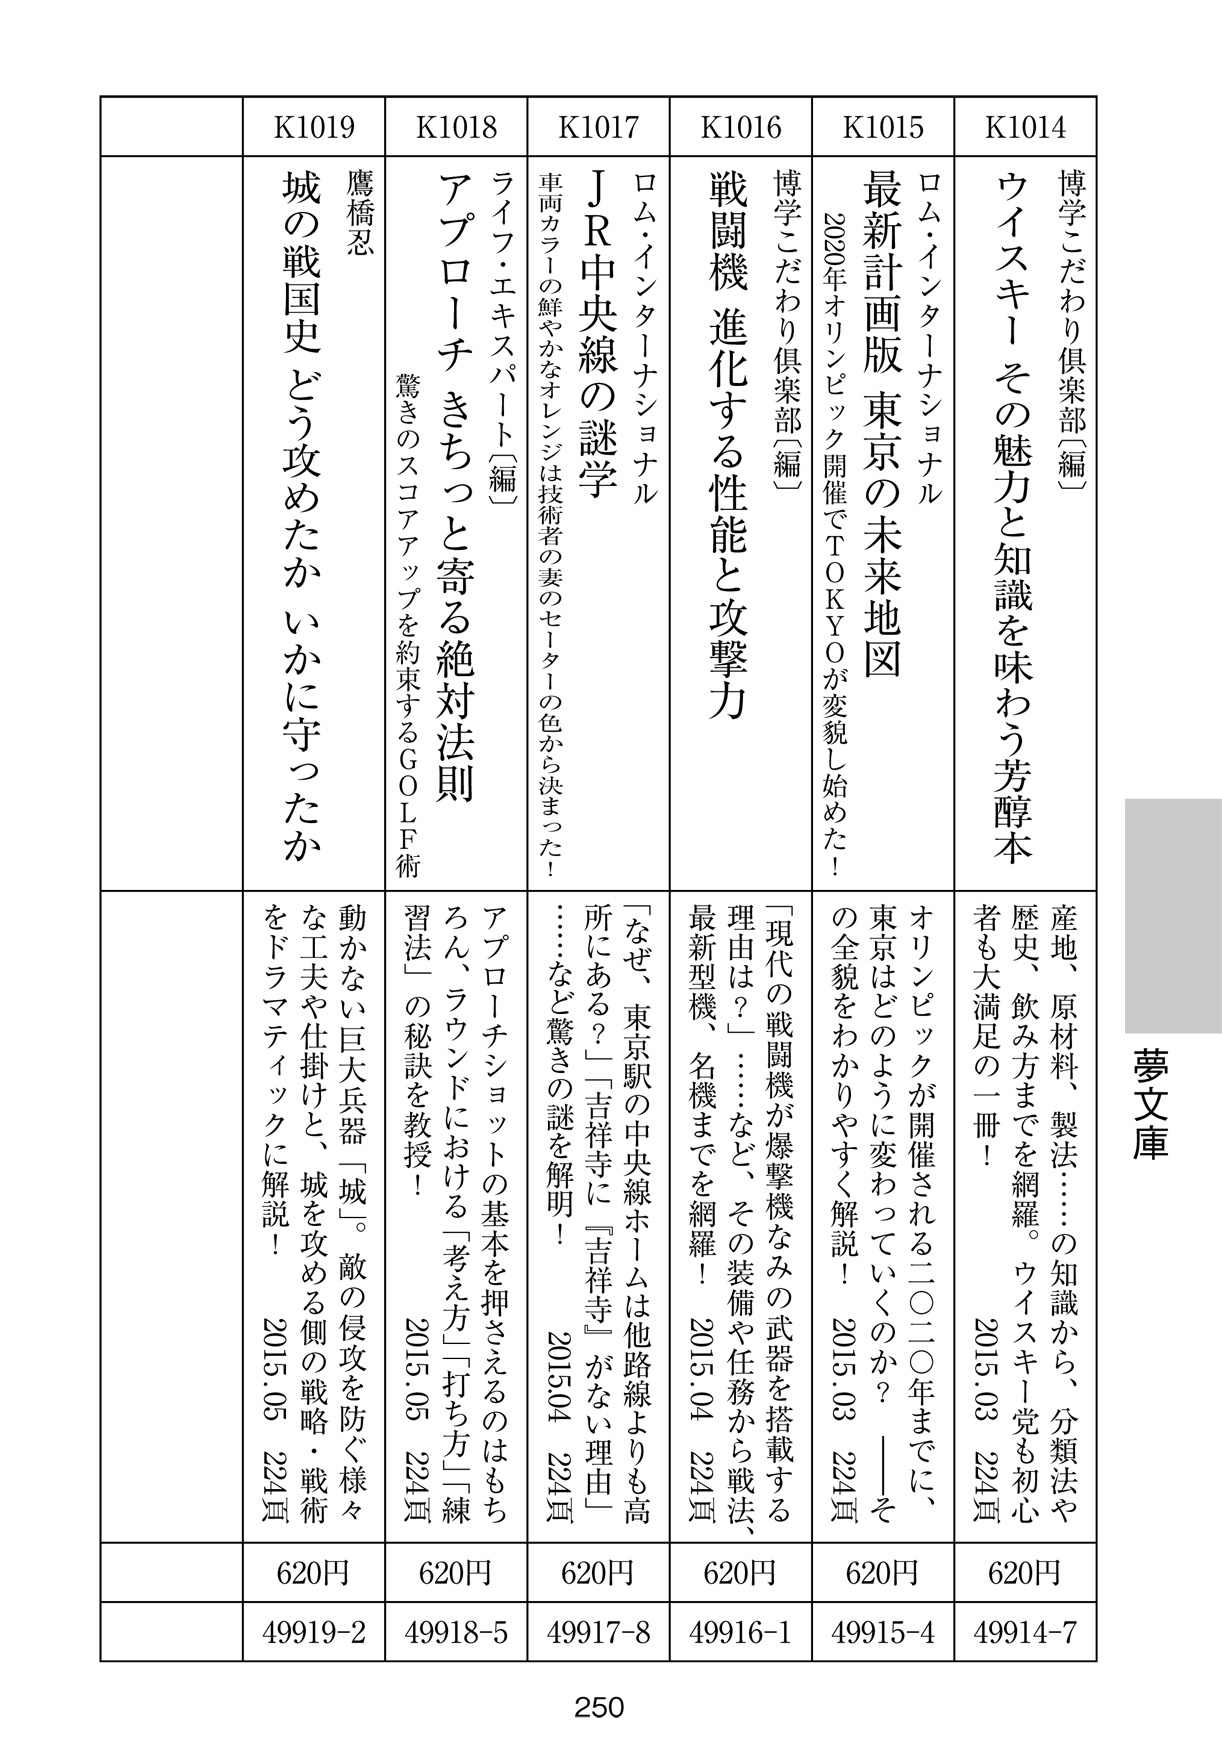 夢文庫
K1014
博学こだわり倶楽部〔編〕
ウイスキー その魅力と知識を味わう芳醇本
産地、原材料、製法……の知識から、分類法や
歴史、飲み方までを網羅。ウイスキー党も初心
者も大満足の一冊！ 2015.03 224頁
620円
49914-7
K1015
ロム・インターナショナル
最新計画版 東京の未来地図
2020年オリンピック開催でTOKYOが変貌し始めた！
オリンピックが開催される二〇二〇年までに、
東京はどのように変わっていくのか？ ――そ
の全貌をわかりやすく解説！ 2015.03 224頁
620円
49915-4
K1016
博学こだわり倶楽部〔編〕
戦闘機 進化する性能と攻撃力
「現代の戦闘機が爆撃機なみの武器を搭載する
理由は？」……など、その装備や任務から戦法、
最新型機、名機までを網羅！ 2015.04 224頁
620円
49916-1
K1017
ロム・インターナショナル
JR中央線の謎学
車両カラーの鮮やかなオレンジは技術者の妻のセーターの色から決まった！
「なぜ、東京駅の中央線ホームは他路線よりも高
所にある？」「吉祥寺に『吉祥寺』がない理由」
……など驚きの謎を解明！ 2015.04 224頁
620円
49917-8
K1018
ライフ・エキスパート〔編〕
アプローチ きちっと寄る絶対法則
驚きのスコアアップを約束するGOLF術
アプローチショットの基本を押さえるのはもち
ろん、ラウンドにおける「考え方」「打ち方」「練
習法」の秘訣を教授！ 2015.05 224頁
620円
49918-5
K1019
鷹橋忍
城の戦国史 どう攻めたか いかに守ったか
動かない巨大兵器「城」。敵の侵攻を防ぐ様々
な工夫や仕掛けと、城を攻める側の戦略・戦術
をドラマティックに解説！ 2015.05 224頁
620円
49919-2
250